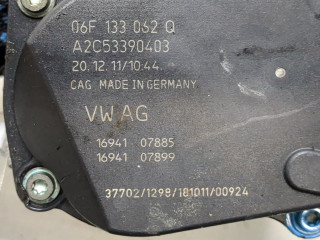 06F 133 062 Q
A2C53390403
20.12.11/10:44
CAG MADE IN GERMANY
VW AG
16941 07885
16941 07899
37702/1298/181011/00924